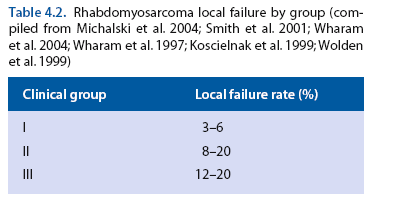 Table 4.2. Rhabdomyosarcoma local failure by group (com-
piled from Michalski et al. 2004; Smith et al. 2001; Wharam
et al. 2004; Wharam et al. 1997; Koscielnak et al. 1999; Wolden
et al. 1999)
Clinical group Local failure rate (%)
I 3–6
II 8–20
III 12–20